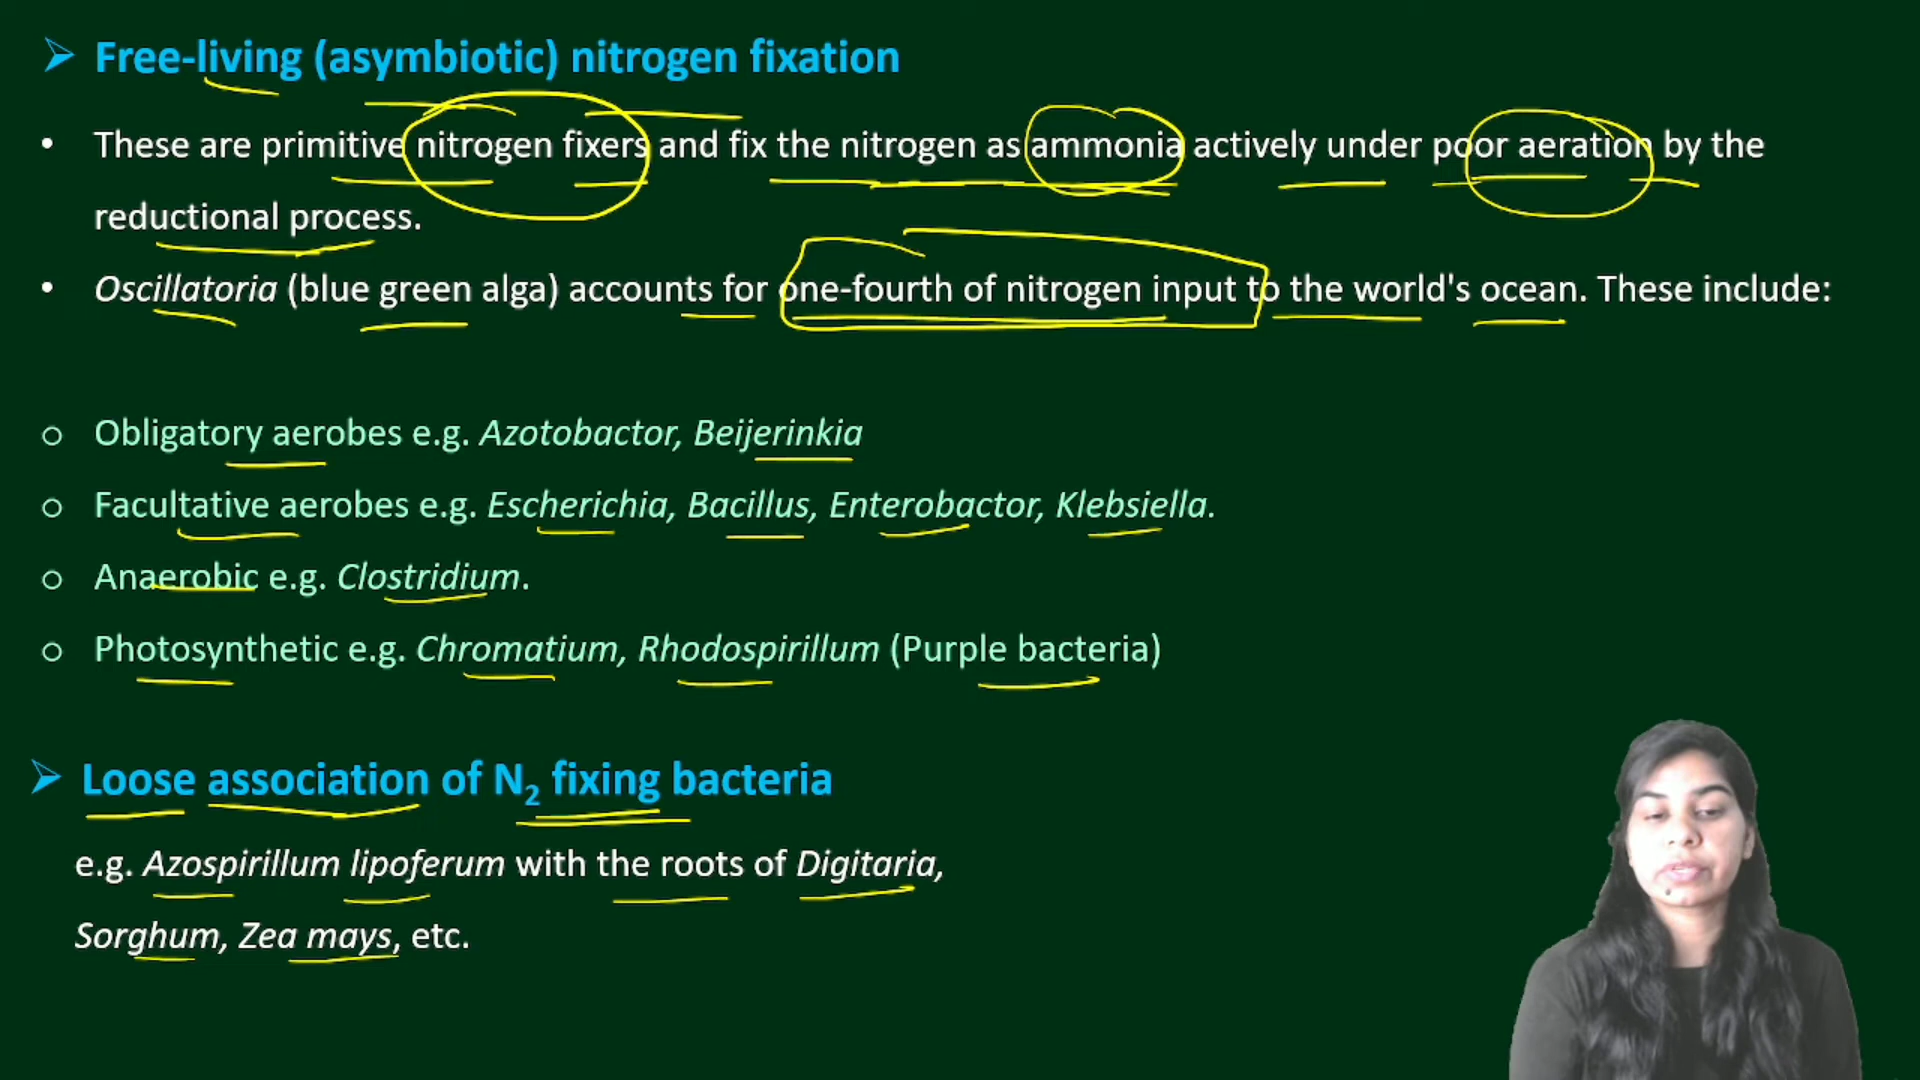 ➢ Free-living (asymbiotic) nitrogen fixation
• These are primitive nitrogen fixers and fix the nitrogen as ammonia actively under poor aeration by the
reductional process.
• Oscillatoria (blue green alga) accounts for one-fourth of nitrogen input to the world's ocean. These include:
o Obligatory aerobes e.g. Azotobactor, Beijerinkia
o Facultative aerobes e.g. Escherichia, Bacillus, Enterobactor, Klebsiella.
o Anaerobic e.g. Clostridium.
o Photosynthetic e.g. Chromatium, Rhodospirillum (Purple bacteria)
➢ Loose association of N₂ fixing bacteria
e.g. Azospirillum lipoferum with the roots of Digitaria,
Sorghum, Zea mays, etc.